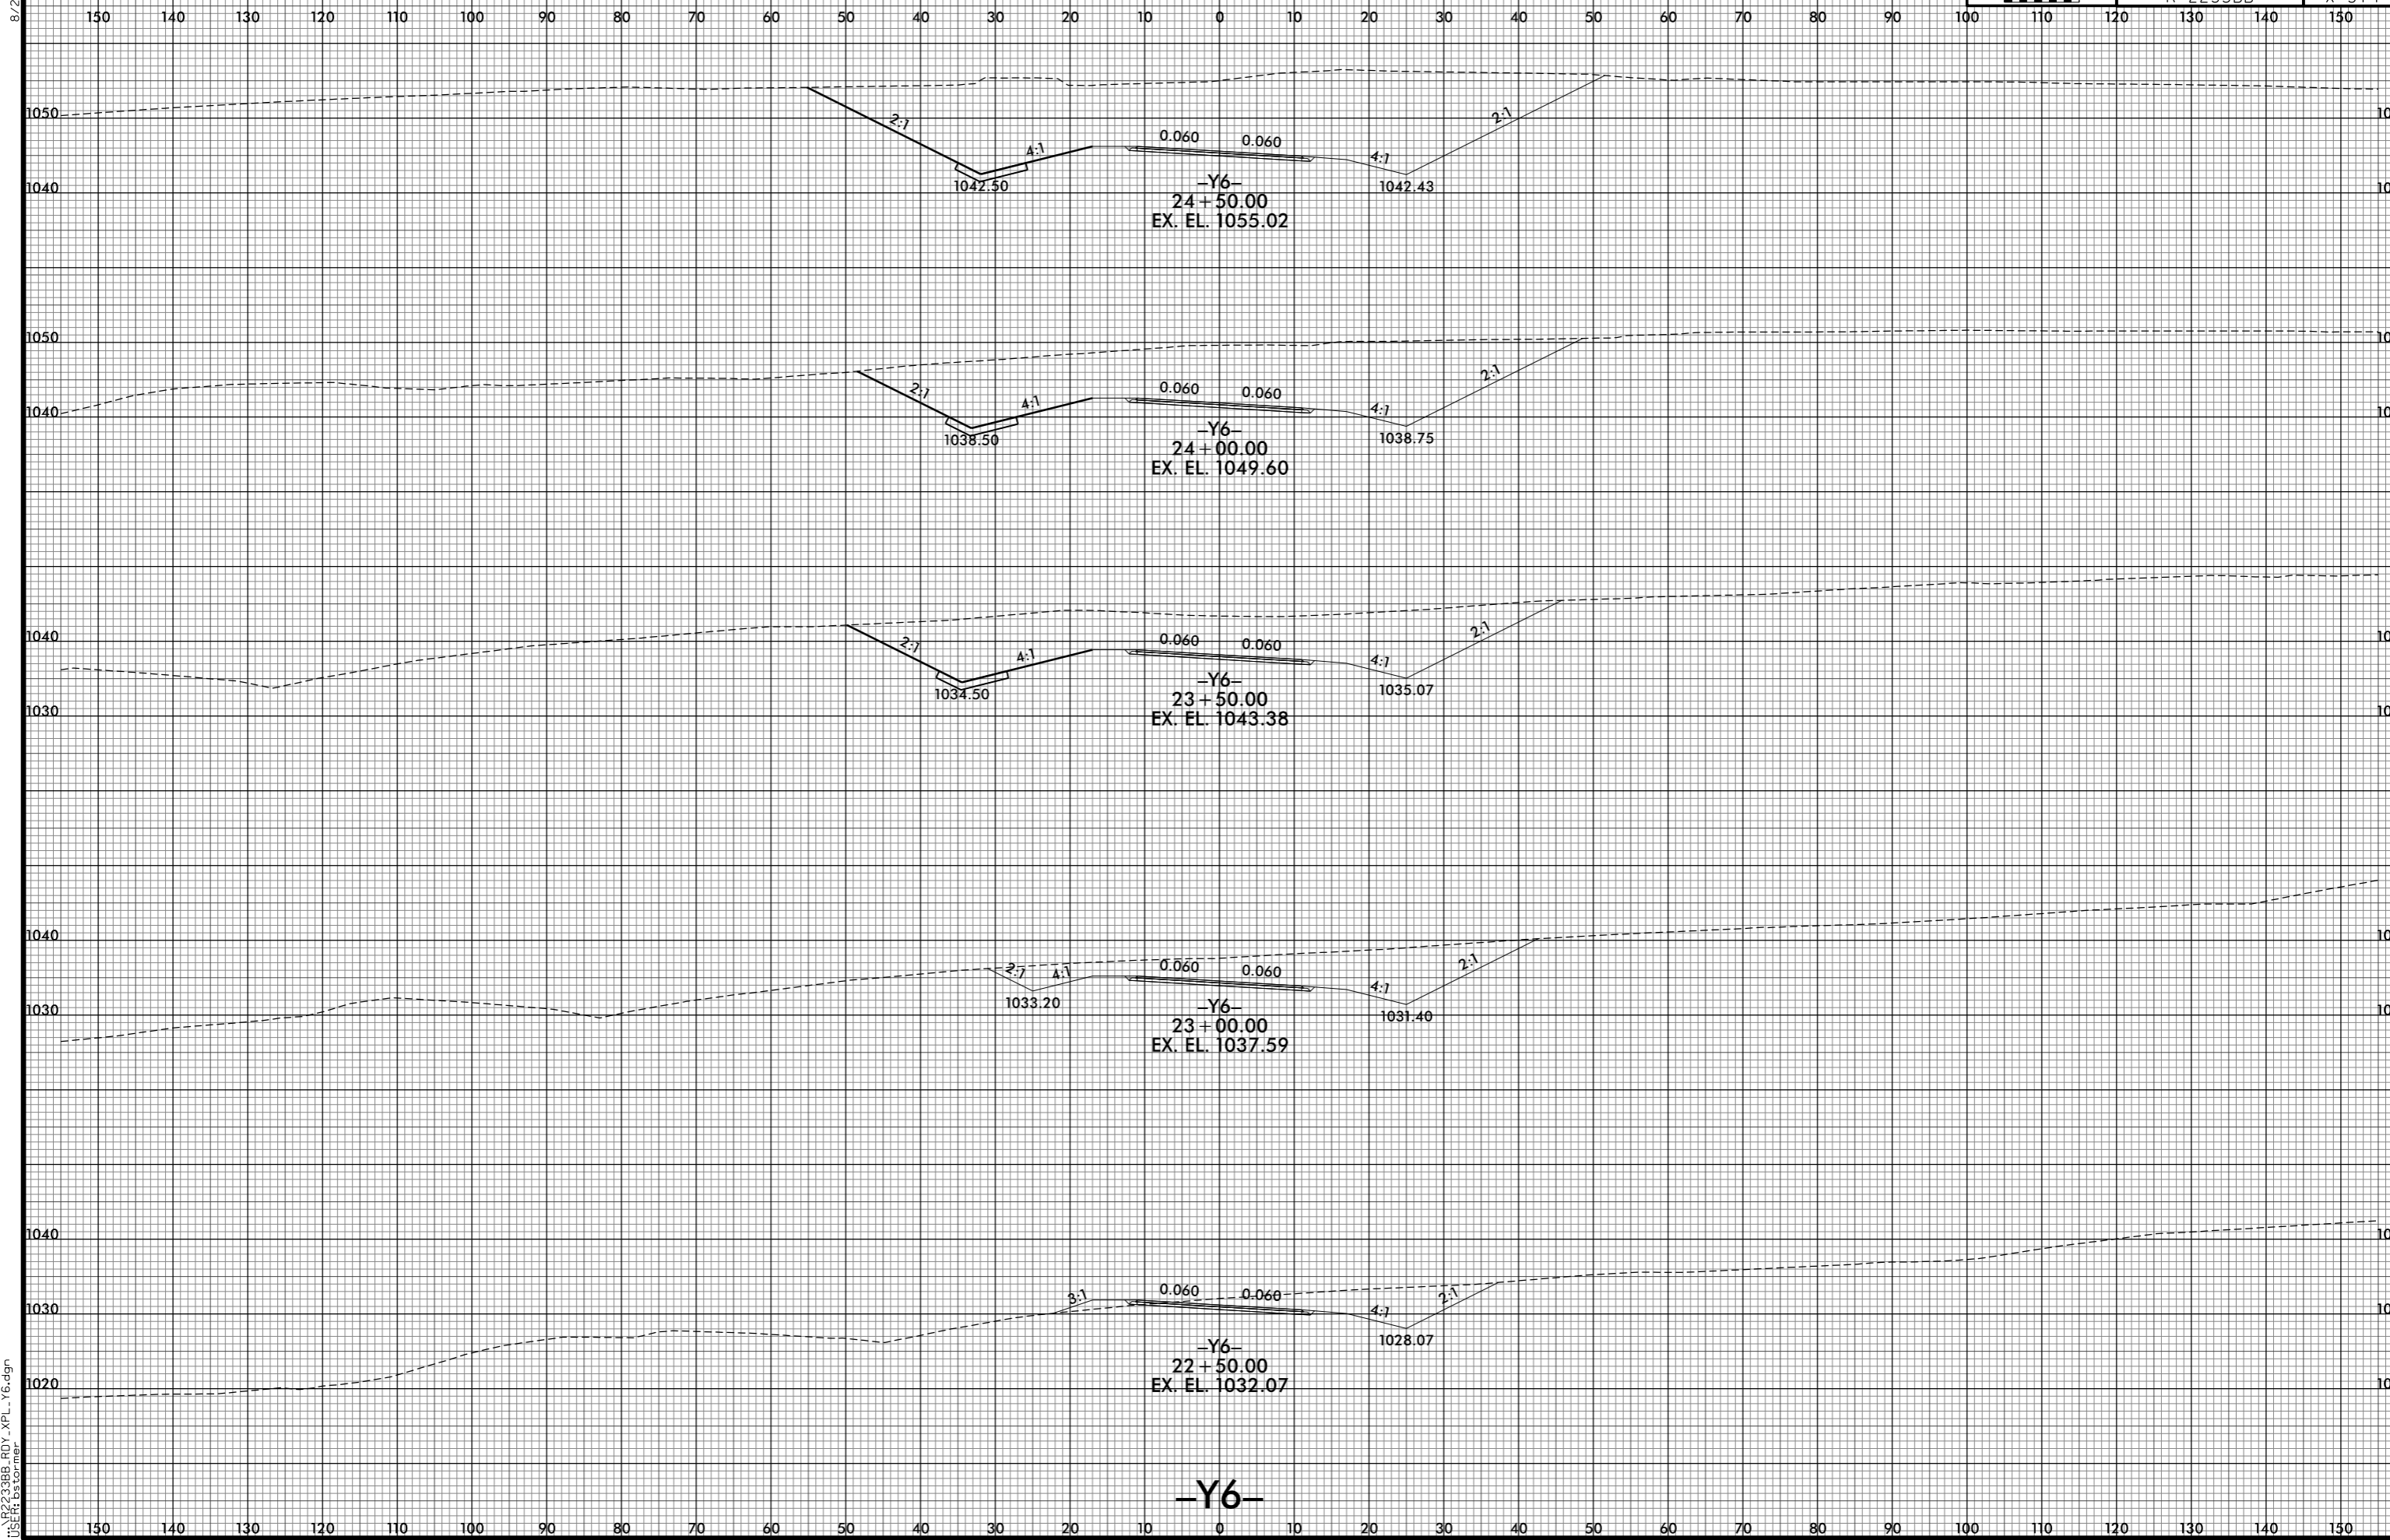 150 140 130 120 110 100 90 80 70 60 50 40 30 20 10 0 10 20 30 40 50 60 70 80 90 100 110 120 130 140 150
1050
2:1 4:1 0.060 0.060 4:1 2:1
1040 1042.50 1042.43
–Y6–
24+50.00
EX. EL. 1055.02
1050
2:1 4:1 0.060 0.060 4:1 2:1
1040 1038.50 1038.75
–Y6–
24+00.00
EX. EL. 1049.60
1040
2:1 4:1 0.060 0.060 4:1 2:1
1034.50 1035.07
–Y6–
23+50.00
1030
EX. EL. 1043.38
1040
2:1 4:1 0.060 0.060 4:1 2:1
1030 1033.20 1031.40
–Y6–
23+00.00
EX. EL. 1037.59
1040
3:1 0.060 0.060 4:1 2:1
1030 1028.07
–Y6–
22+50.00
1020
EX. EL. 1032.07
–Y6–
150 140 130 120 110 100 90 80 70 60 50 40 30 20 10 0 10 20 30 40 50 60 70 80 90 100 110 120 130 140 150
...\R2233BB_RDY_XPL_Y6.dgn
USER: bstormer